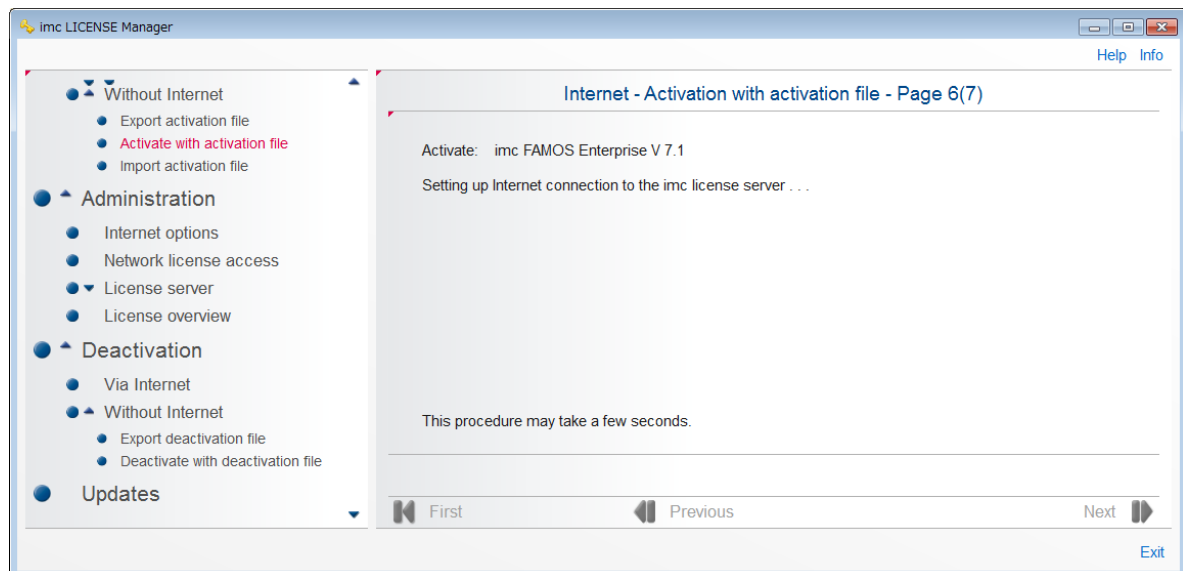 imc LICENSE Manager
Help Info
Without Internet
Export activation file
Activate with activation file
Import activation file
Administration
Internet options
Network license access
License server
License overview
Deactivation
Via Internet
Without Internet
Export deactivation file
Deactivate with deactivation file
Updates
Internet - Activation with activation file - Page 6(7)
Activate: imc FAMOS Enterprise V 7.1
Setting up Internet connection to the imc license server . . .
This procedure may take a few seconds.
First Previous Next
Exit